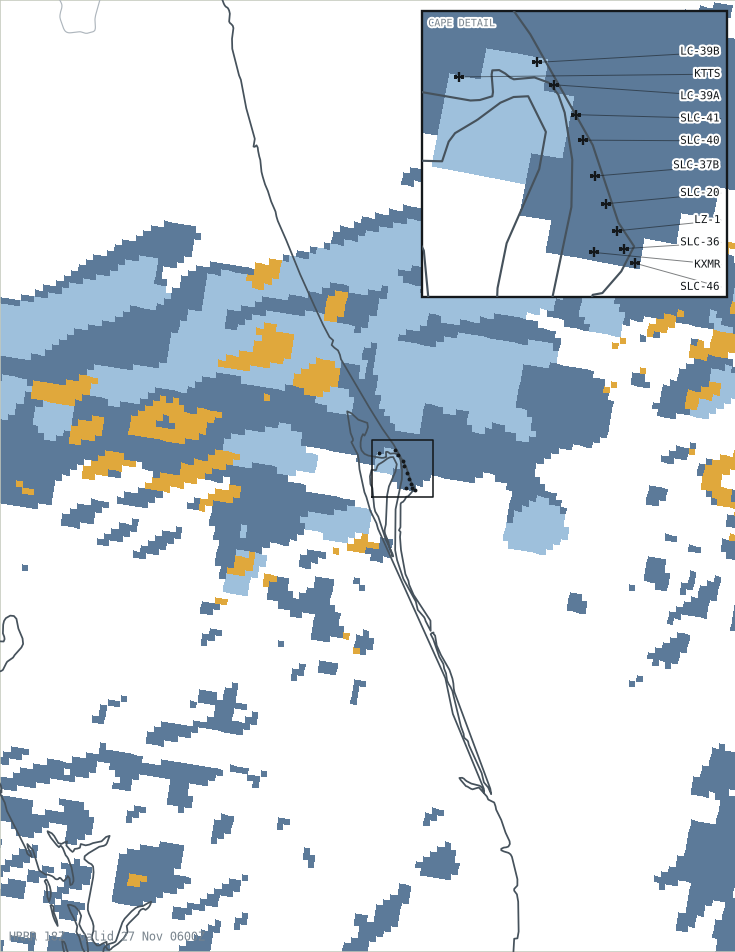 CAPE DETAIL
LC-39B
KTTS
LC-39A
SLC-41
SLC-40
SLC-37B
SLC-20
LZ-1
SLC-36
KXMR
SLC-46
valid 27 Nov 0600